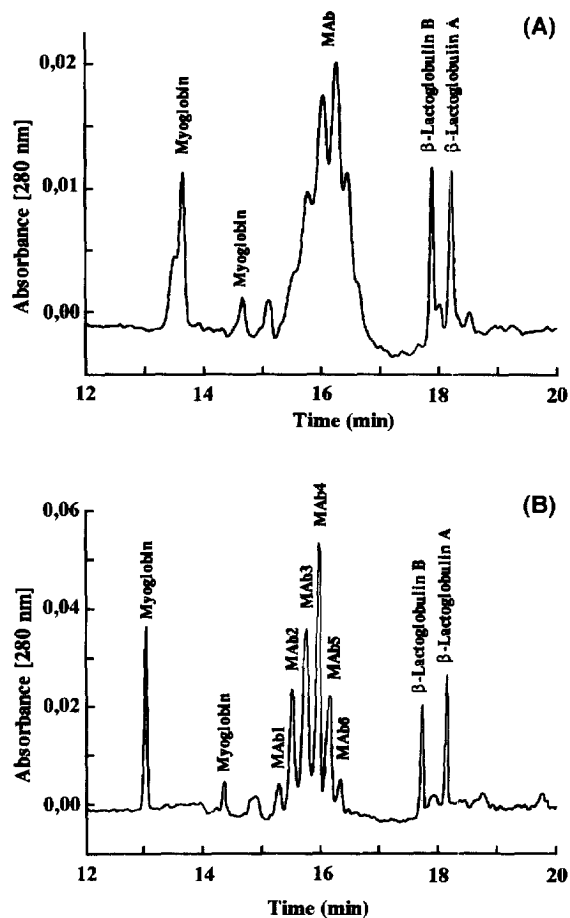 (A)
MAb
Myoglobin
Myoglobin
β-Lactoglobulin B
β-Lactoglobulin A
Absorbance [280 nm]
0,02
0,01
0,00
12 14 16 18 20
Time (min)
(B)
Myoglobin
Myoglobin
MAb1
MAb2
MAb3
MAb4
MAb5
MAb6
β-Lactoglobulin B
β-Lactoglobulin A
Absorbance [280 nm]
0,06
0,04
0,02
0,00
12 14 16 18 20
Time (min)